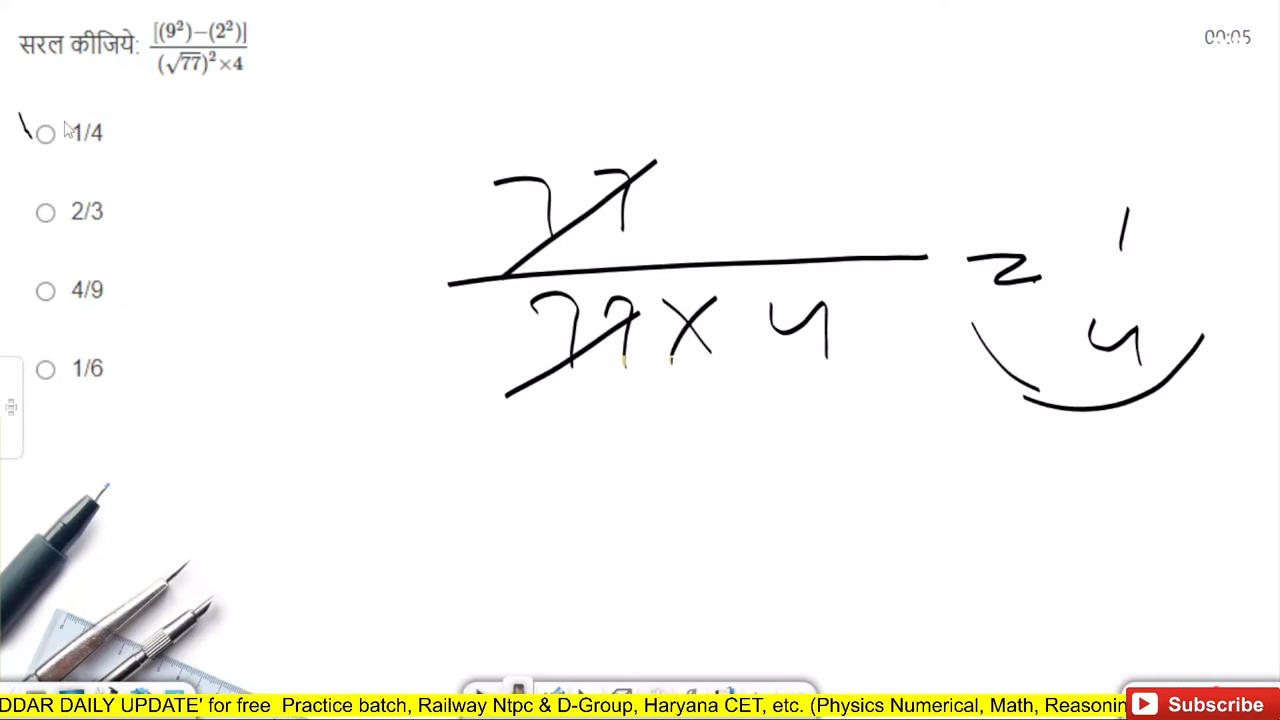 सरल कीजिये: [(9²)−(2²)] / (√77)²×4
00:05
1/4
2/3
4/9
1/6
77
77 × 4
= 1
4
DDAR DAILY UPDATE' for free Practice batch, Railway Ntpc & D-Group, Haryana CET, etc. (Physics Numerical, Math, Reasonin
Subscribe